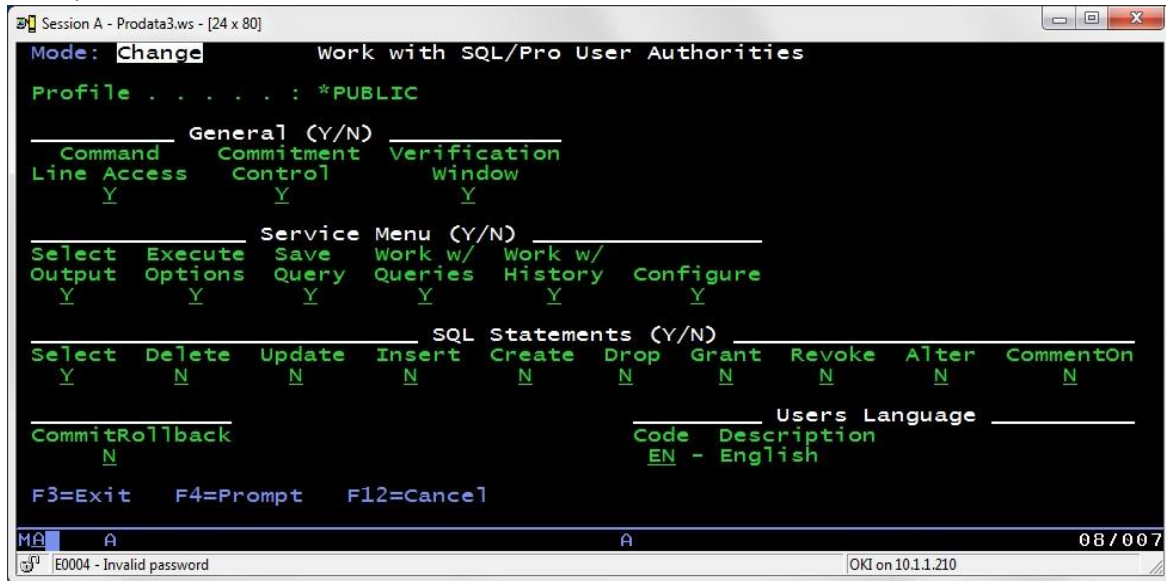 Session A - Prodata3.ws - [24 x 80]
Mode: Change Work with SQL/Pro User Authorities
Profile . . . . . : *PUBLIC
General (Y/N)
Command Commitment Verification
Line Access Control Window
Y Y Y
Service Menu (Y/N)
Select Execute Save Work w/ Work w/
Output Options Query Queries History Configure
Y Y Y Y Y Y
SQL Statements (Y/N)
Select Delete Update Insert Create Drop Grant Revoke Alter CommentOn
Y N N N N N N N N N
Users Language
CommitRollback Code Description
N EN - English
F3=Exit F4=Prompt F12=Cancel
MA A A 08/007
E0004 - Invalid password OKI on 10.1.1.210